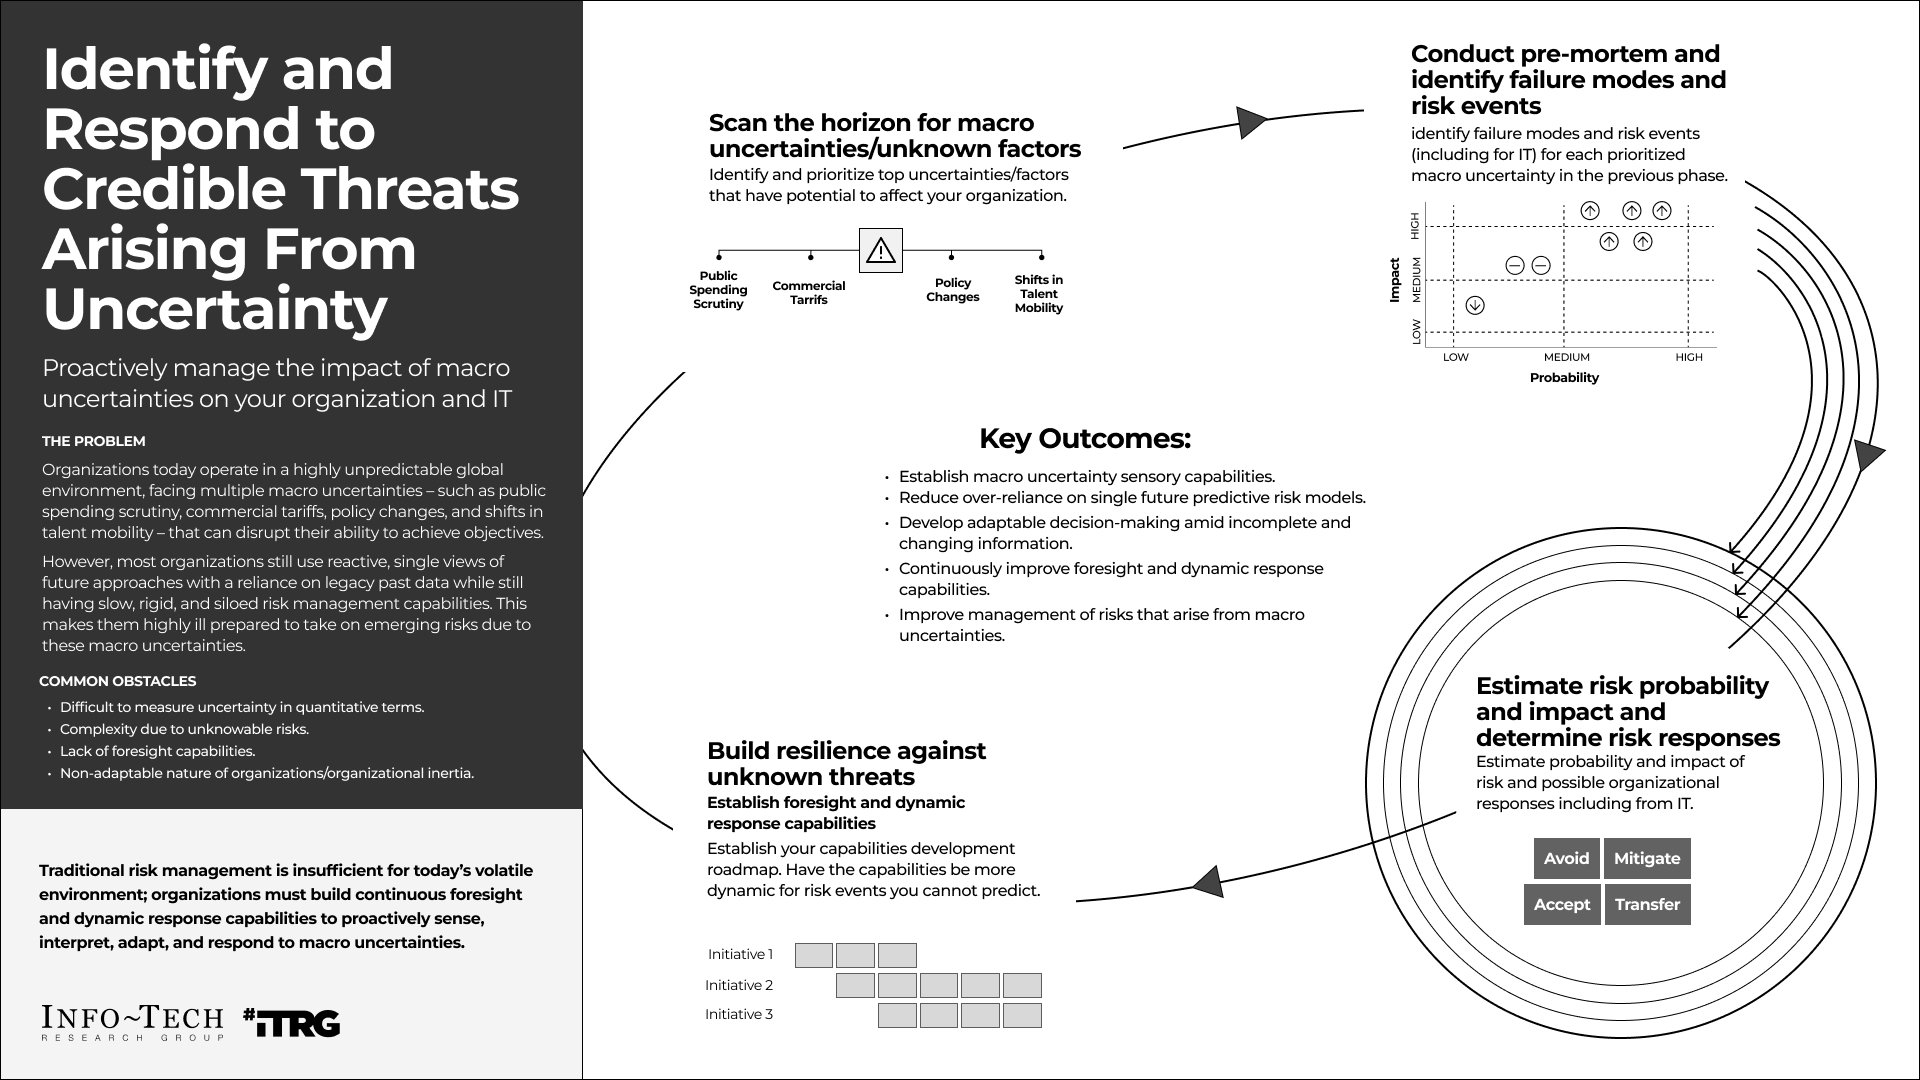 Identify and
Respond to
Credible Threats
Arising From
Uncertainty
Proactively manage the impact of macro
uncertainties on your organization and IT
THE PROBLEM
Organizations today operate in a highly unpredictable global
environment, facing multiple macro uncertainties – such as public
spending scrutiny, commercial tariffs, policy changes, and shifts in
talent mobility – that can disrupt their ability to achieve objectives.
However, most organizations still use reactive, single views of
future approaches with a reliance on legacy past data while still
having slow, rigid, and siloed risk management capabilities. This
makes them highly ill prepared to take on emerging risks due to
these macro uncertainties.
COMMON OBSTACLES
• Difficult to measure uncertainty in quantitative terms.
• Complexity due to unknowable risks.
• Lack of foresight capabilities.
• Non-adaptable nature of organizations/organizational inertia.
Traditional risk management is insufficient for today’s volatile
environment; organizations must build continuous foresight
and dynamic response capabilities to proactively sense,
interpret, adapt, and respond to macro uncertainties.
INFO~TECH
RESEARCH GROUP
#iTRG
Scan the horizon for macro
uncertainties/unknown factors
Identify and prioritize top uncertainties/factors
that have potential to affect your organization.
Public
Spending
Scrutiny
Commercial
Tarrifs
Policy
Changes
Shifts in
Talent
Mobility
Conduct pre-mortem and
identify failure modes and
risk events
identify failure modes and risk events
(including for IT) for each prioritized
macro uncertainty in the previous phase.
Impact
HIGH
MEDIUM
LOW
LOW
MEDIUM
HIGH
Probability
Key Outcomes:
• Establish macro uncertainty sensory capabilities.
• Reduce over-reliance on single future predictive risk models.
• Develop adaptable decision-making amid incomplete and
changing information.
• Continuously improve foresight and dynamic response
capabilities.
• Improve management of risks that arise from macro
uncertainties.
Estimate risk probability
and impact and
determine risk responses
Estimate probability and impact of
risk and possible organizational
responses including from IT.
Avoid
Mitigate
Accept
Transfer
Build resilience against
unknown threats
Establish foresight and dynamic
response capabilities
Establish your capabilities development
roadmap. Have the capabilities be more
dynamic for risk events you cannot predict.
Initiative 1
Initiative 2
Initiative 3